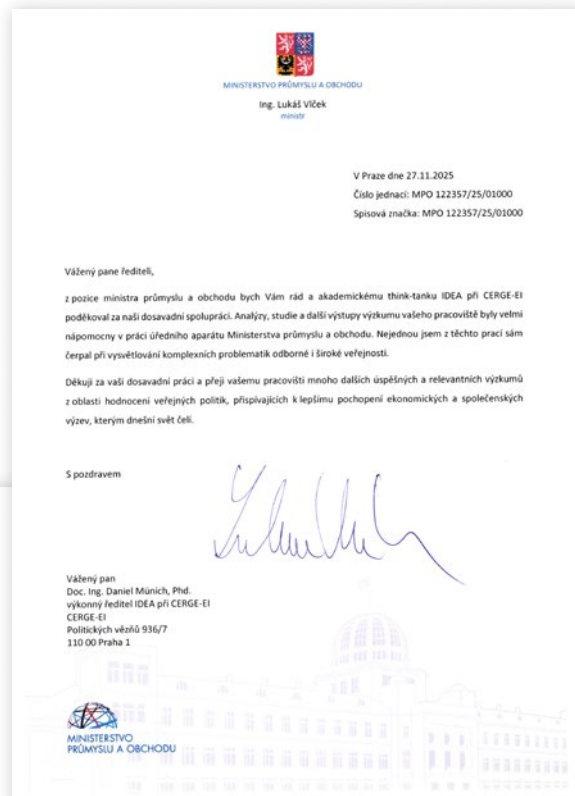 MINISTERSTVO PRŮMYSLU A OBCHODU
Ing. Lukáš Vlček
ministr
V Praze dne 27.11.2025
Číslo jednací: MPO 122357/25/01000
Spisová značka: MPO 122357/25/01000
Vážený pane řediteli,
z pozice ministra průmyslu a obchodu bych Vám rád a akademickému think-tanku IDEA při CERGE-EI
poděkoval za naši dosavadní spolupráci. Analýzy, studie a další výstupy výzkumu vašeho pracoviště byly velmi
nápomocny v práci úředního aparátu Ministerstva průmyslu a obchodu. Nejednou jsem z těchto prací sám
čerpal při vysvětlování komplexních problematik odborné i široké veřejnosti.
Děkuji za vaši dosavadní práci a přeji vašemu pracovišti mnoho dalších úspěšných a relevantních výzkumů
z oblasti hodnocení veřejných politik, přispívajících k lepšímu pochopení ekonomických a společenských
výzev, kterým dnešní svět čelí.
S pozdravem
Vážený pan
Doc. Ing. Daniel Münich, Phd.
výkonný ředitel IDEA při CERGE-EI
CERGE-EI
Politických vězňů 936/7
110 00 Praha 1
MINISTERSTVO
PRŮMYSLU A OBCHODU